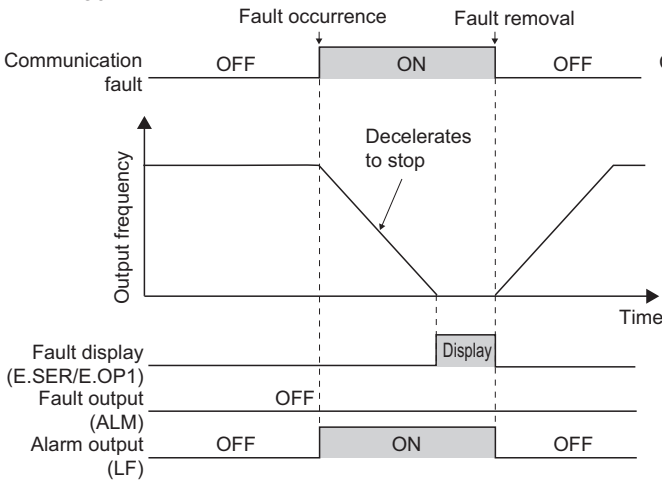 Fault occurrence
Fault removal
Communication
fault
OFF
ON
OFF
Output frequency
Decelerates
to stop
Time
Fault display
(E.SER/E.OP1)
Display
Fault output
(ALM)
OFF
Alarm output
(LF)
OFF
ON
OFF